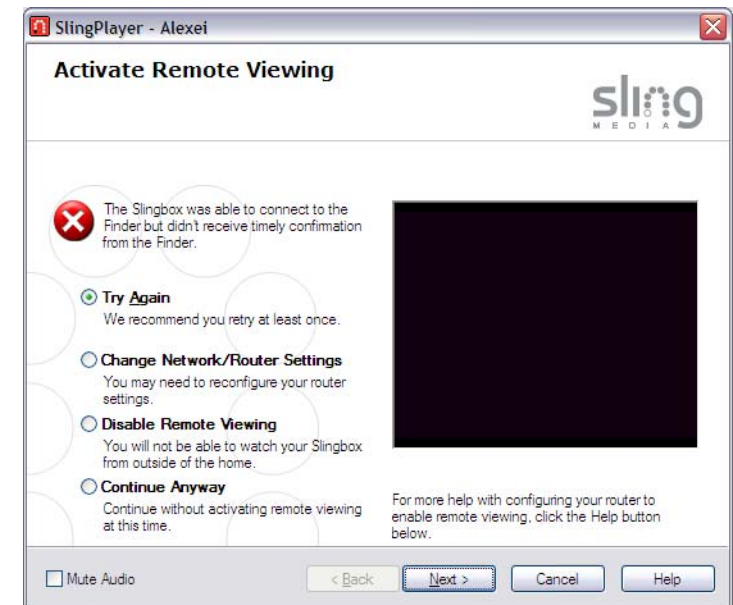 SlingPlayer - Alexei
Activate Remote Viewing
sling
MEDIA
The Slingbox was able to connect to the
Finder but didn't receive timely confirmation
from the Finder.
Try Again
We recommend you retry at least once.
Change Network/Router Settings
You may need to reconfigure your router
settings.
Disable Remote Viewing
You will not be able to watch your Slingbox
from outside of the home.
Continue Anyway
Continue without activating remote viewing
at this time.
For more help with configuring your router to
enable remote viewing, click the Help button
below.
Mute Audio
< Back
Next >
Cancel
Help